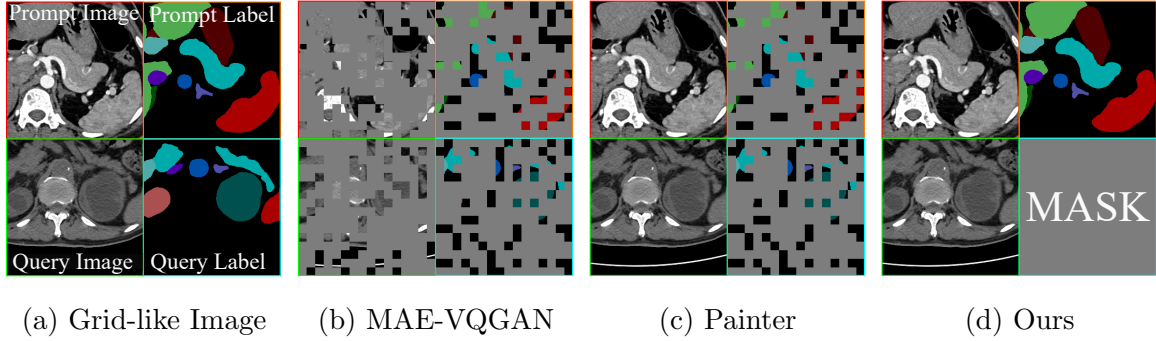 Prompt Image Prompt Label
Query Image Query Label
MASK
(a) Grid-like Image (b) MAE-VQGAN (c) Painter (d) Ours